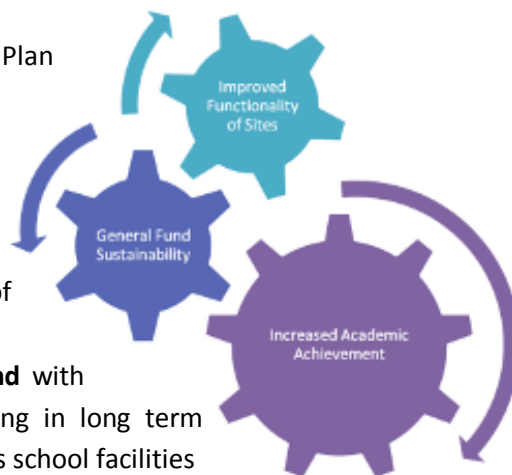 Plan
Improved
Functionality
of Sites
General Fund
Sustainability
of
Increased Academic
Achievement
nd with
ng in long term
s school facilities